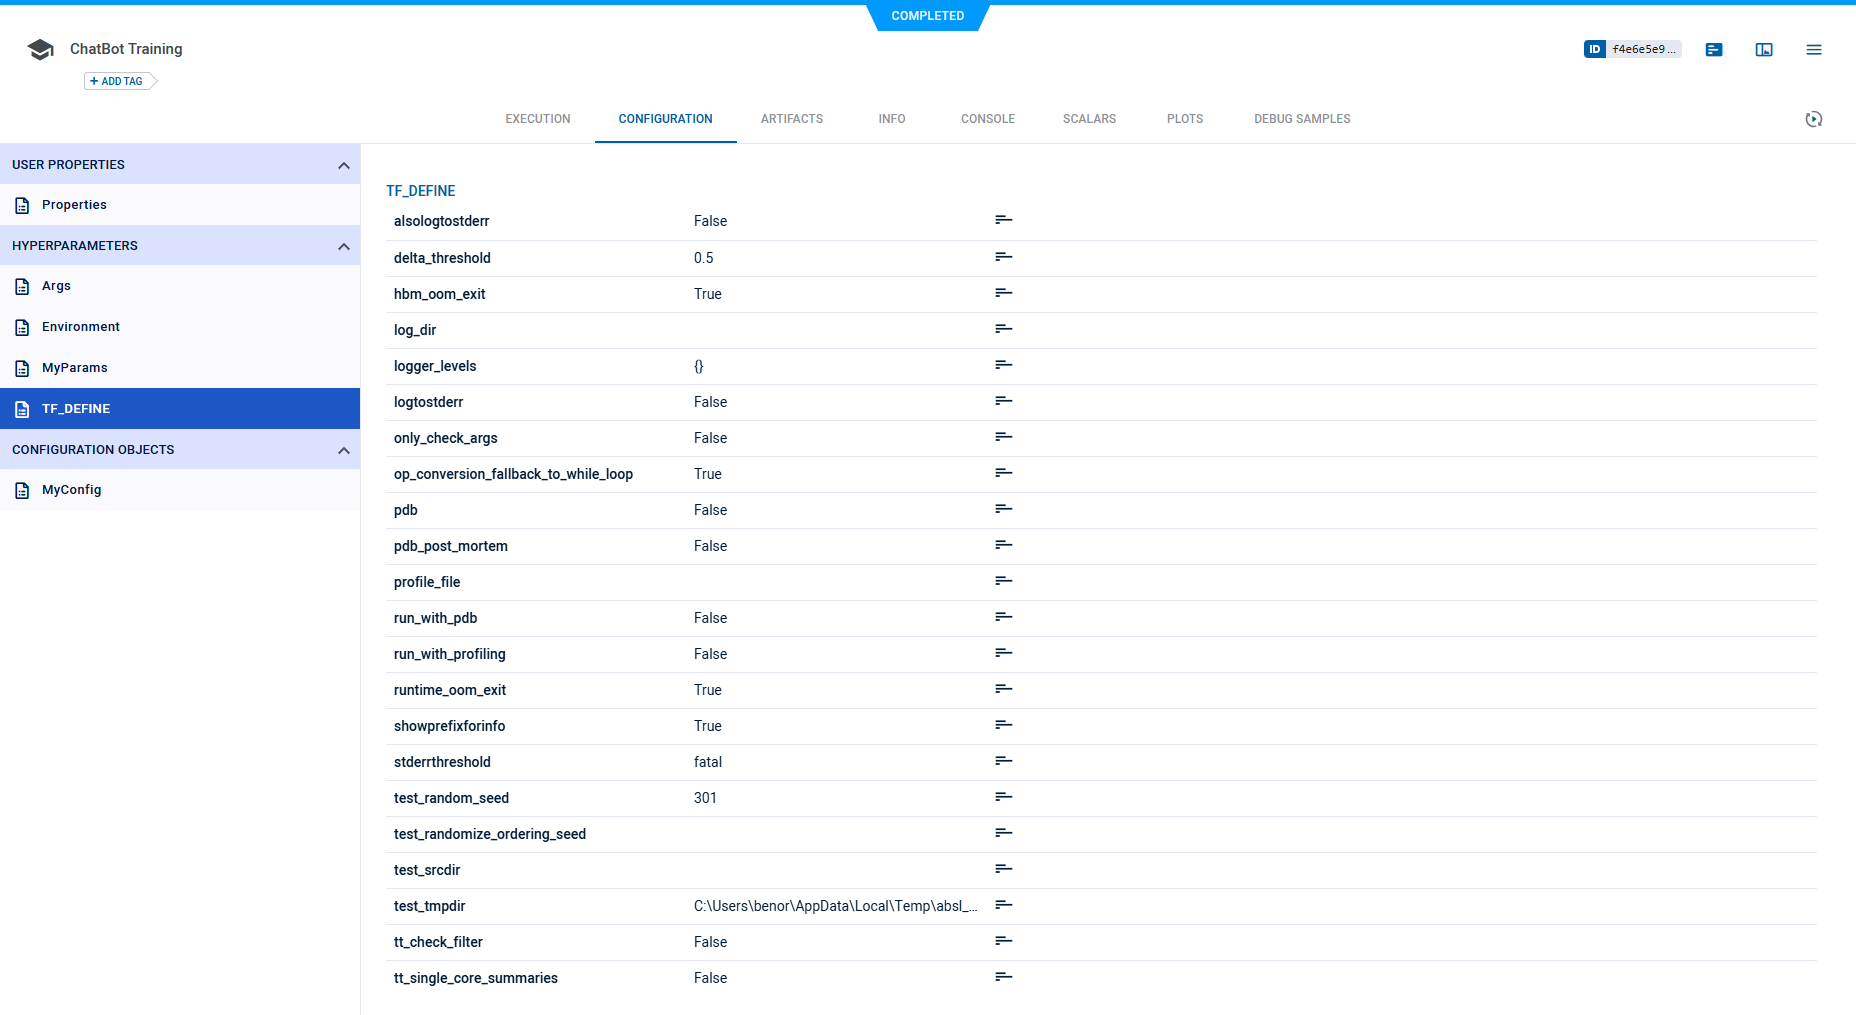 COMPLETED
ChatBot Training
ID f4e6e5e9...
+ ADD TAG
EXECUTION CONFIGURATION ARTIFACTS INFO CONSOLE SCALARS PLOTS DEBUG SAMPLES
USER PROPERTIES
Properties
HYPERPARAMETERS
Args
Environment
MyParams
TF_DEFINE
CONFIGURATION OBJECTS
MyConfig
TF_DEFINE
alsologtostderr False
delta_threshold 0.5
hbm_oom_exit True
log_dir
logger_levels {}
logtostderr False
only_check_args False
op_conversion_fallback_to_while_loop True
pdb False
pdb_post_mortem False
profile_file
run_with_pdb False
run_with_profiling False
runtime_oom_exit True
showprefixforinfo True
stderrthreshold fatal
test_random_seed 301
test_randomize_ordering_seed
test_srcdir
test_tmpdir C:\Users\benor\AppData\Local\Temp\absl_...
tt_check_filter False
tt_single_core_summaries False